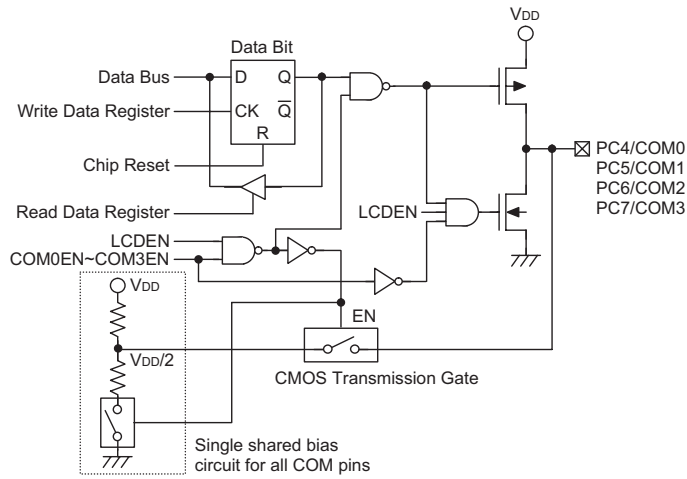 VDD
Data Bit
Data Bus
D
Q
Write Data Register
CK
Q
R
Chip Reset
Read Data Register
PC4/COM0
PC5/COM1
PC6/COM2
PC7/COM3
LCDEN
LCDEN
COM0EN~COM3EN
VDD
EN
VDD/2
CMOS Transmission Gate
Single shared bias
circuit for all COM pins